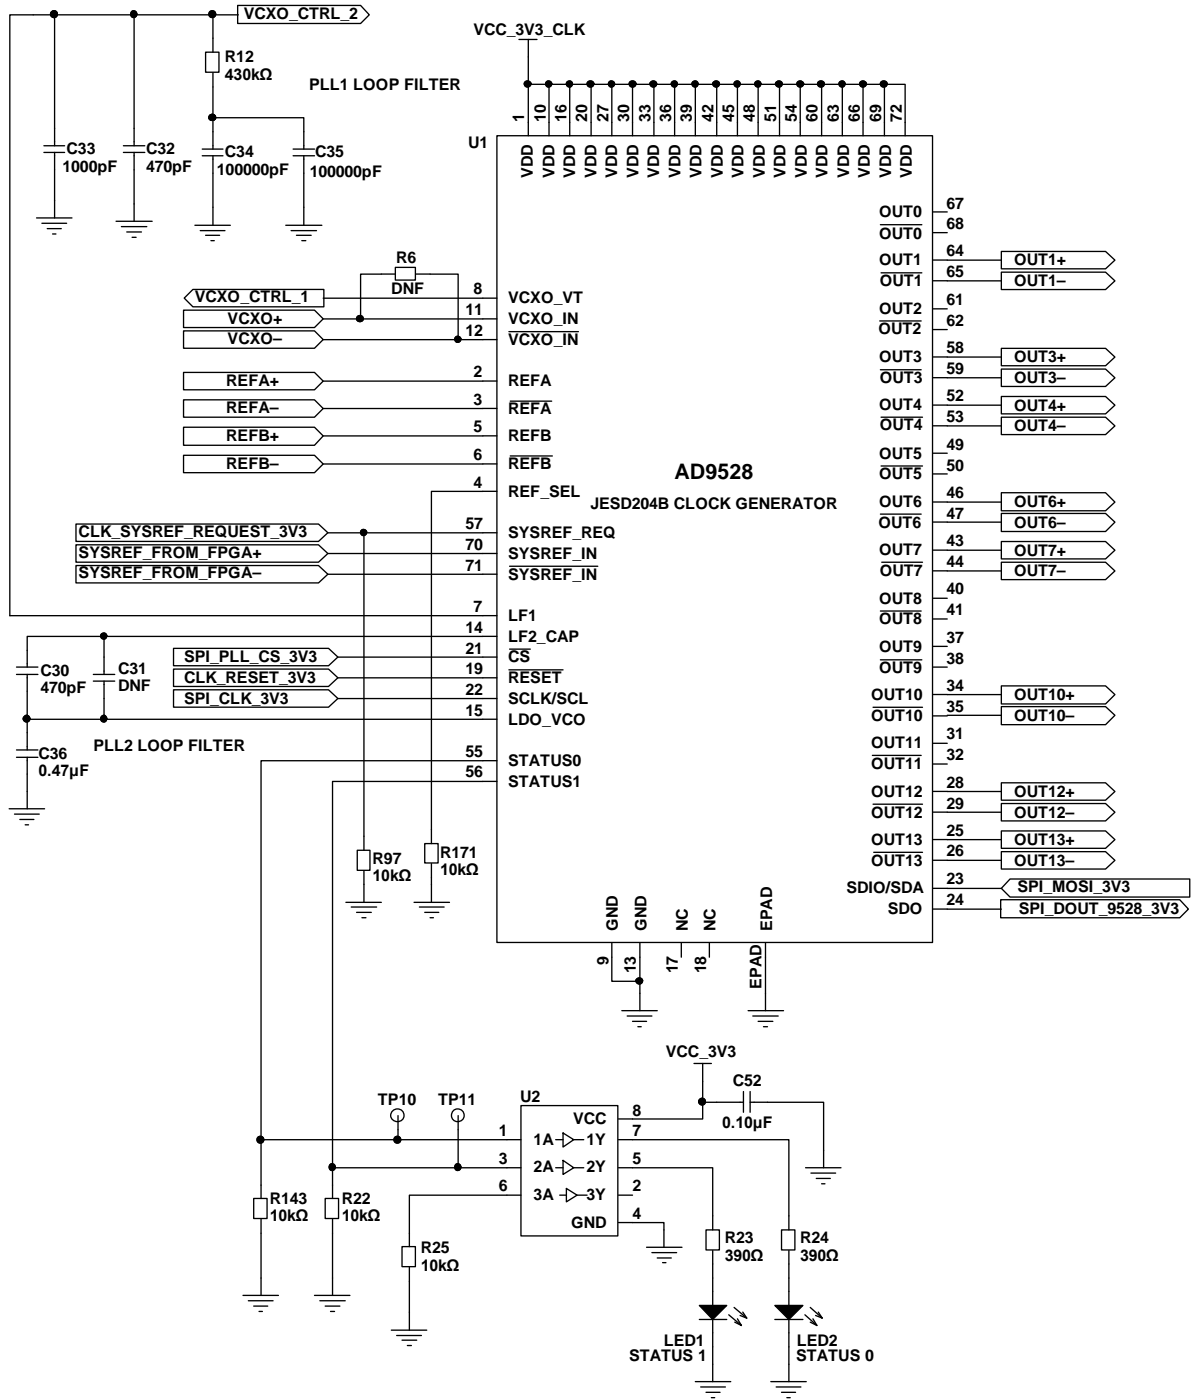 VCXO_CTRL_2
R12
430kΩ
PLL1 LOOP FILTER
C33
1000pF
C32
470pF
C34
100000pF
C35
100000pF
VCC_3V3_CLK
1 10 16 20 27 30 33 36 39 42 45 48 51 54 60 63 66 69 72
U1
VDD VDD VDD VDD VDD VDD VDD VDD VDD VDD VDD VDD VDD VDD VDD VDD VDD VDD VDD
R6
DNF
VCXO_CTRL_1 8 VCXO_VT
VCXO+ 11 VCXO_IN
VCXO– 12 VCXO_IN
REFA+ 2 REFA
REFA– 3 REFA
REFB+ 5 REFB
REFB– 6 REFB
4 REF_SEL
CLK_SYSREF_REQUEST_3V3 57 SYSREF_REQ
SYSREF_FROM_FPGA+ 70 SYSREF_IN
SYSREF_FROM_FPGA– 71 SYSREF_IN
7 LF1
14 LF2_CAP
SPI_PLL_CS_3V3 21 CS
CLK_RESET_3V3 19 RESET
SPI_CLK_3V3 22 SCLK/SCL
15 LDO_VCO
C30
470pF
C31
DNF
PLL2 LOOP FILTER
C36
0.47µF
55 STATUS0
56 STATUS1
R97
10kΩ
R171
10kΩ
AD9528
JESD204B CLOCK GENERATOR
OUT0 67
OUT0 68
OUT1 64 OUT1+
OUT1 65 OUT1–
OUT2 61
OUT2 62
OUT3 58 OUT3+
OUT3 59 OUT3–
OUT4 52 OUT4+
OUT4 53 OUT4–
OUT5 49
OUT5 50
OUT6 46 OUT6+
OUT6 47 OUT6–
OUT7 43 OUT7+
OUT7 44 OUT7–
OUT8 40
OUT8 41
OUT9 37
OUT9 38
OUT10 34 OUT10+
OUT10 35 OUT10–
OUT11 31
OUT11 32
OUT12 28 OUT12+
OUT12 29 OUT12–
OUT13 25 OUT13+
OUT13 26 OUT13–
SDIO/SDA 23 SPI_MOSI_3V3
SDO 24 SPI_DOUT_9528_3V3
GND GND NC NC EPAD
9 13 17 18 EPAD
VCC_3V3
C52
0.10µF
TP10
TP11
U2
VCC 8
1 1A 1Y 7
3 2A 2Y 5
6 3A 3Y 2
GND 4
R143
10kΩ
R22
10kΩ
R25
10kΩ
R23
390Ω
R24
390Ω
LED1
STATUS 1
LED2
STATUS 0